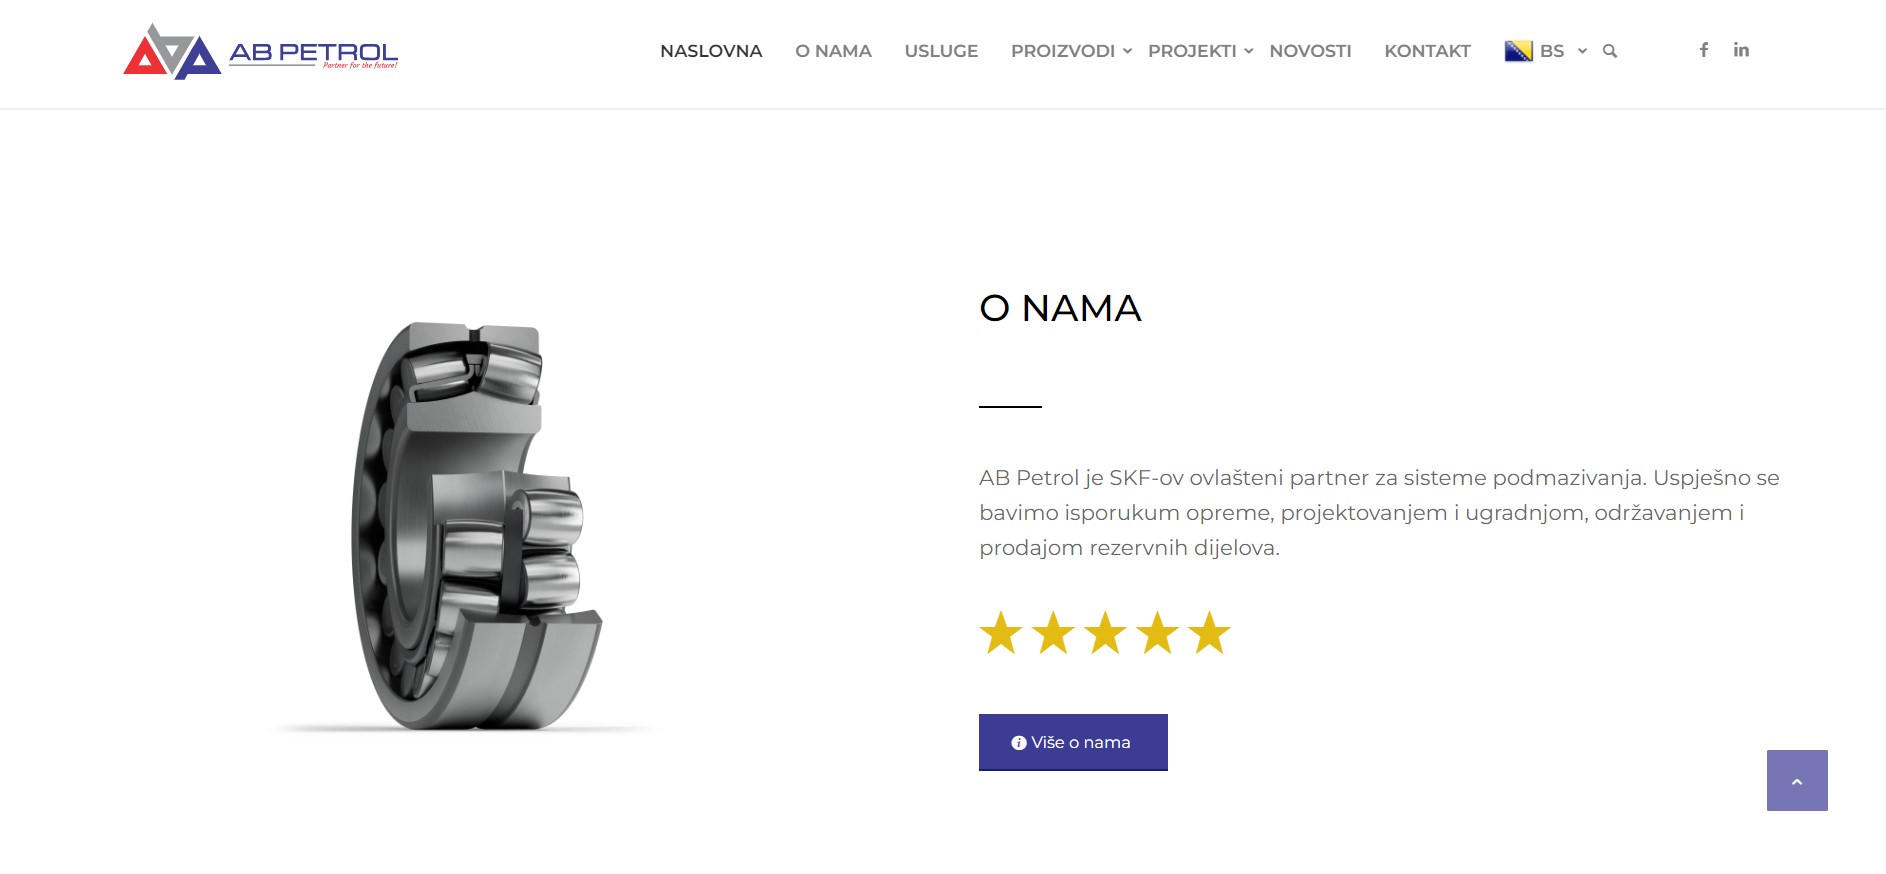 AB PETROL
Partner for the future!
NASLOVNA O NAMA USLUGE PROIZVODI PROJEKTI NOVOSTI KONTAKT BS
O NAMA
AB Petrol je SKF-ov ovlašteni partner za sisteme podmazivanja. Uspješno se
bavimo isporukum opreme, projektovanjem i ugradnjom, održavanjem i
prodajom rezervnih dijelova.
Više o nama